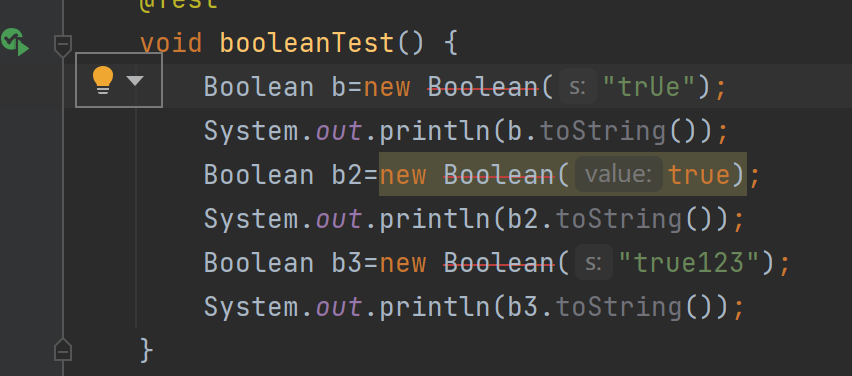 @Test
void booleanTest() {
Boolean b=new Boolean( s: "trUe");
System.out.println(b.toString());
Boolean b2=new Boolean( value: true);
System.out.println(b2.toString());
Boolean b3=new Boolean( s: "true123");
System.out.println(b3.toString());
}